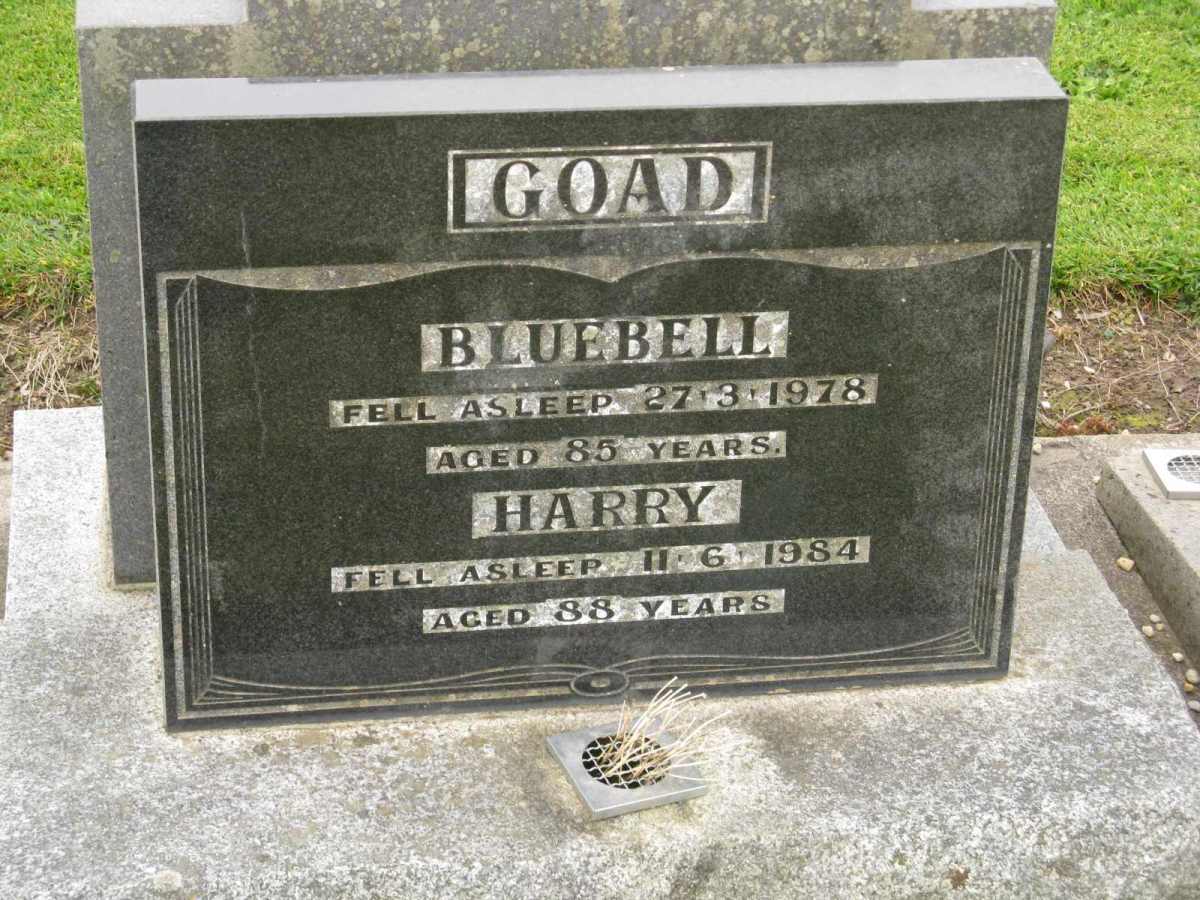 GOAD
BLUEBELL
FELL ASLEEP 27·3·1978
AGED 85 YEARS.
HARRY
FELL ASLEEP 11·6·1984
AGED 88 YEARS